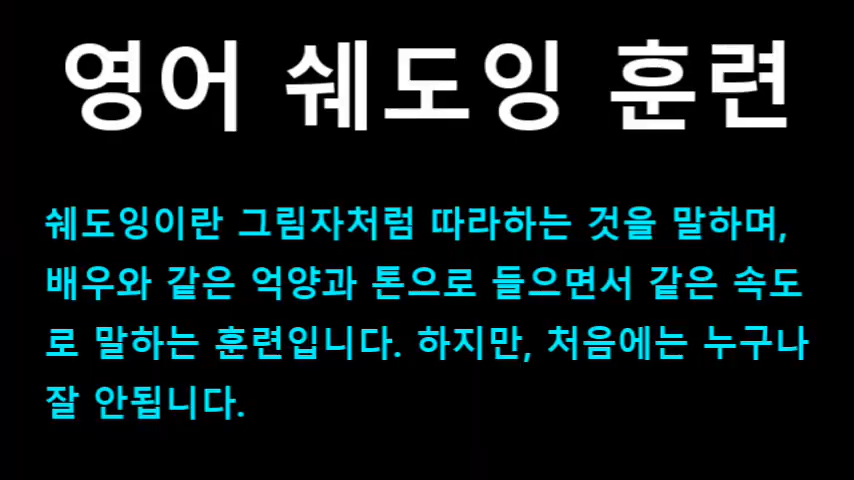 영어 쉐도잉 훈련
쉐도잉이란 그림자처럼 따라하는 것을 말하며,
배우와 같은 억양과 톤으로 들으면서 같은 속도
로 말하는 훈련입니다. 하지만, 처음에는 누구나
잘 안됩니다.